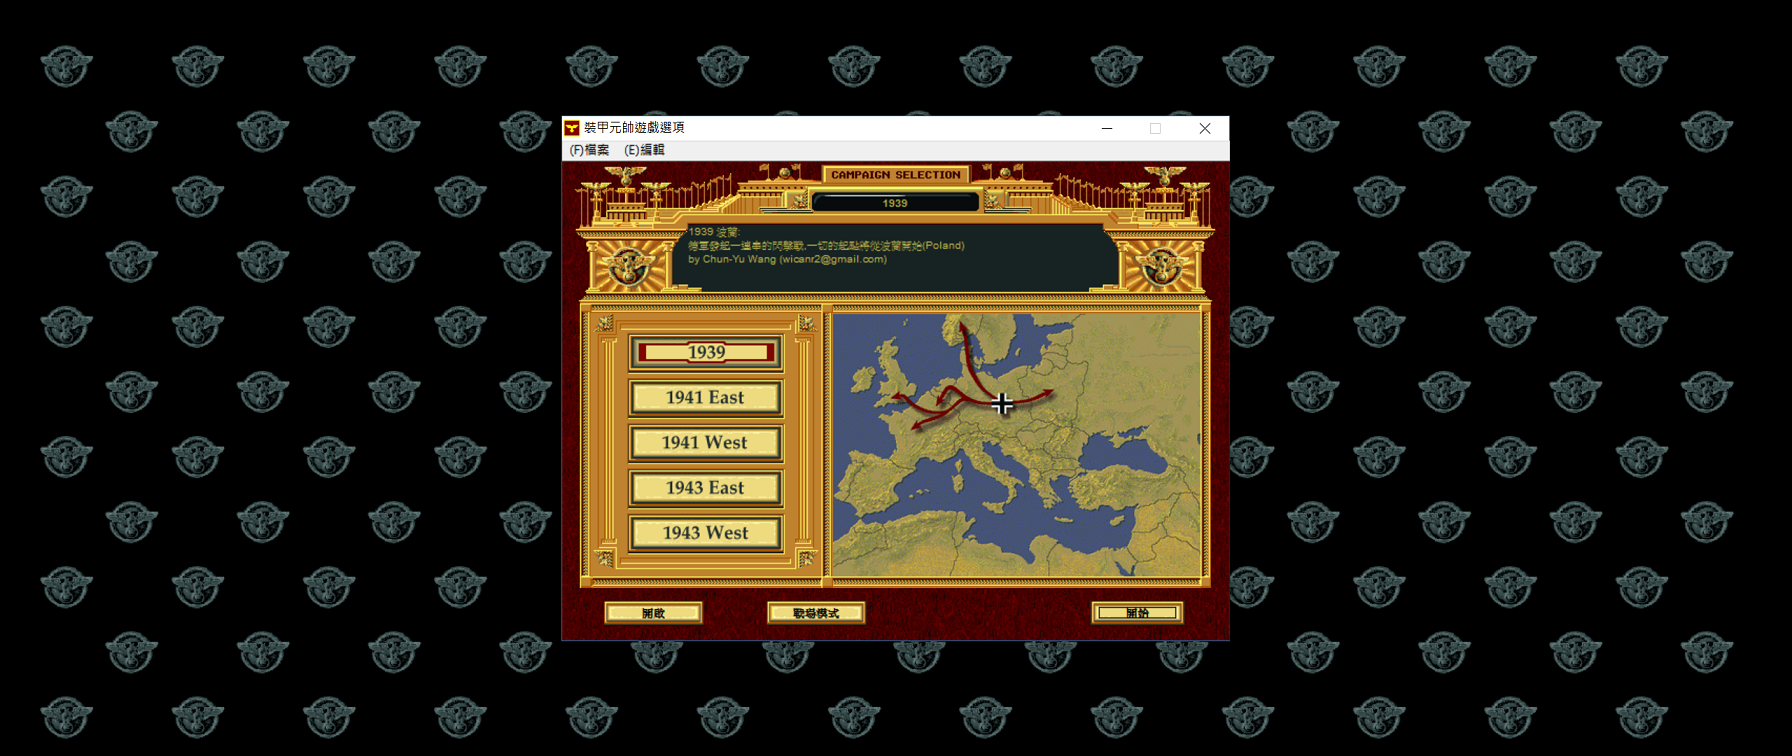 裝甲元帥遊戲選項
(F)檔案 (E)編輯
CAMPAIGN SELECTION
1939
1939 波蘭:
德軍發起一連串的閃擊戰,一切的起點將從波蘭開始(Poland)
by Chun-Yu Wang (wicanr2@gmail.com)
1939
1941 East
1941 West
1943 East
1943 West
開啟
戰場模式
開始